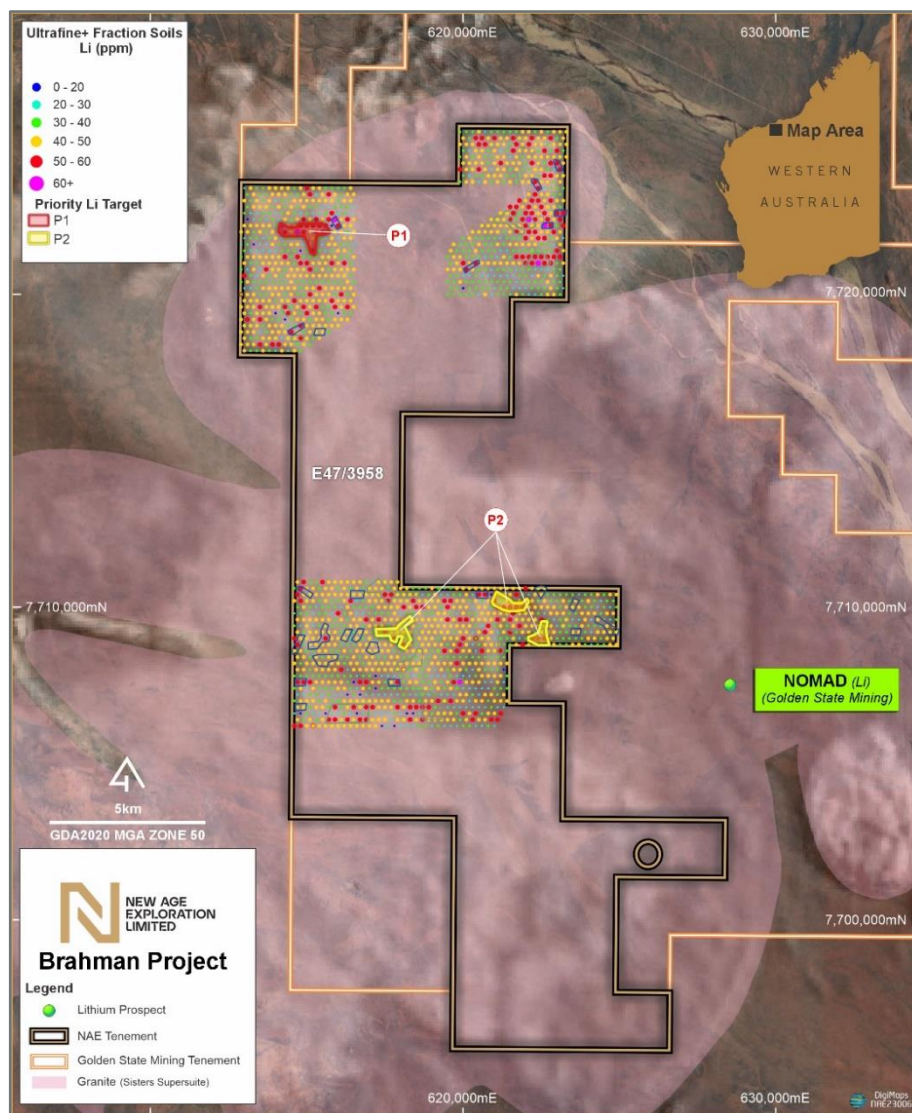 Ultrafine+ Fraction Soils
Li (ppm)
0 - 20
20 - 30
30 - 40
40 - 50
50 - 60
60+
Priority Li Target
P1
P2
620,000mE
630,000mE
Map Area
WESTERN
AUSTRALIA
P1
7,720,000mN
E47/3958
P2
7,710,000mN
7,710,000mN
NOMAD (Li)
(Golden State Mining)
5km
GDA2020 MGA ZONE 50
NEW AGE
EXPLORATION
LIMITED
Brahman Project
Legend
Lithium Prospect
NAE Tenement
Golden State Mining Tenement
Granite (Sisters Supersuite)
7,700,000mN
620,000mE
630,000mE
DigiMaps
NAE23006